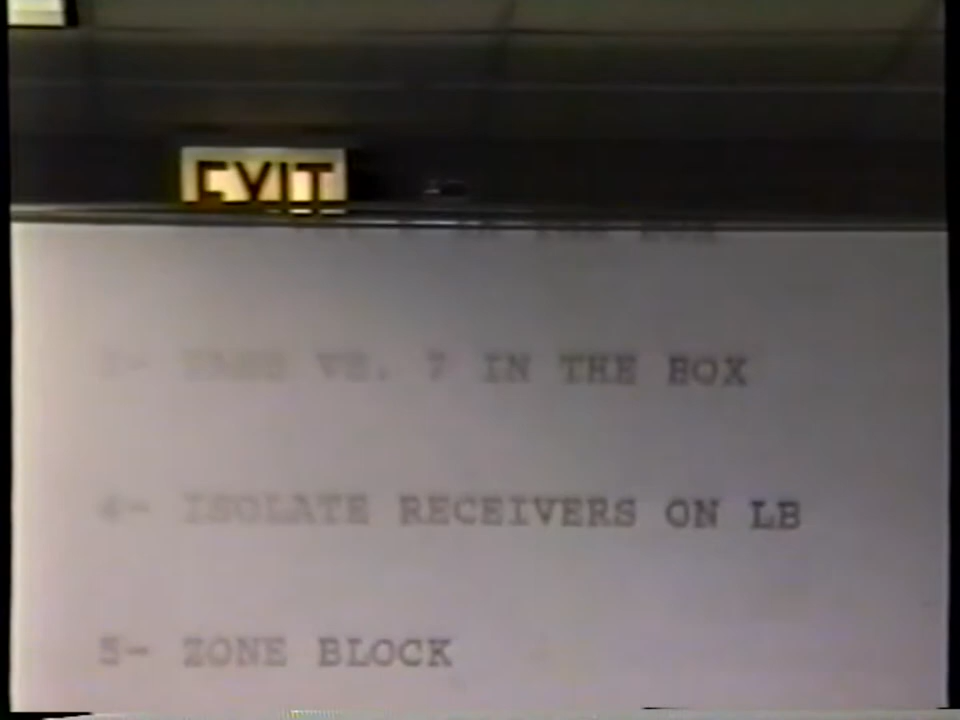 EXIT
VS. 7 IN THE BOX
4- ISOLATE RECEIVERS ON LB
5- ZONE BLOCK